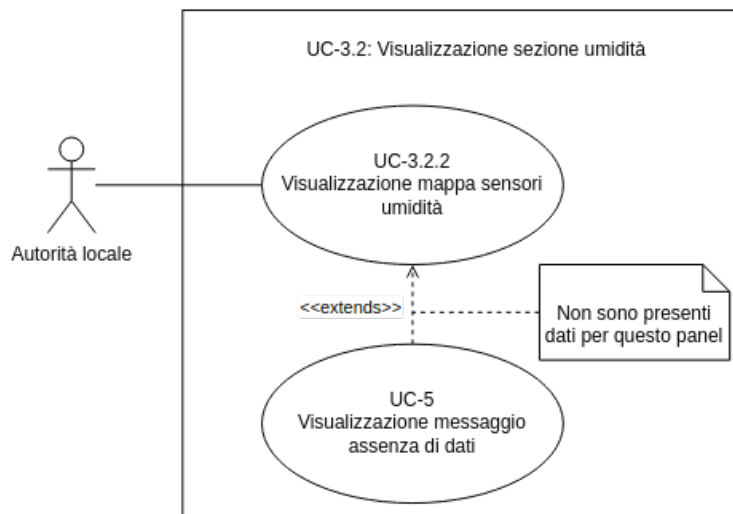 UC-3.2: Visualizzazione sezione umidità
UC-3.2.2
Visualizzazione mappa sensori
umidità
Autorità locale
<<extends>>
Non sono presenti
dati per questo panel
UC-5
Visualizzazione messaggio
assenza di dati